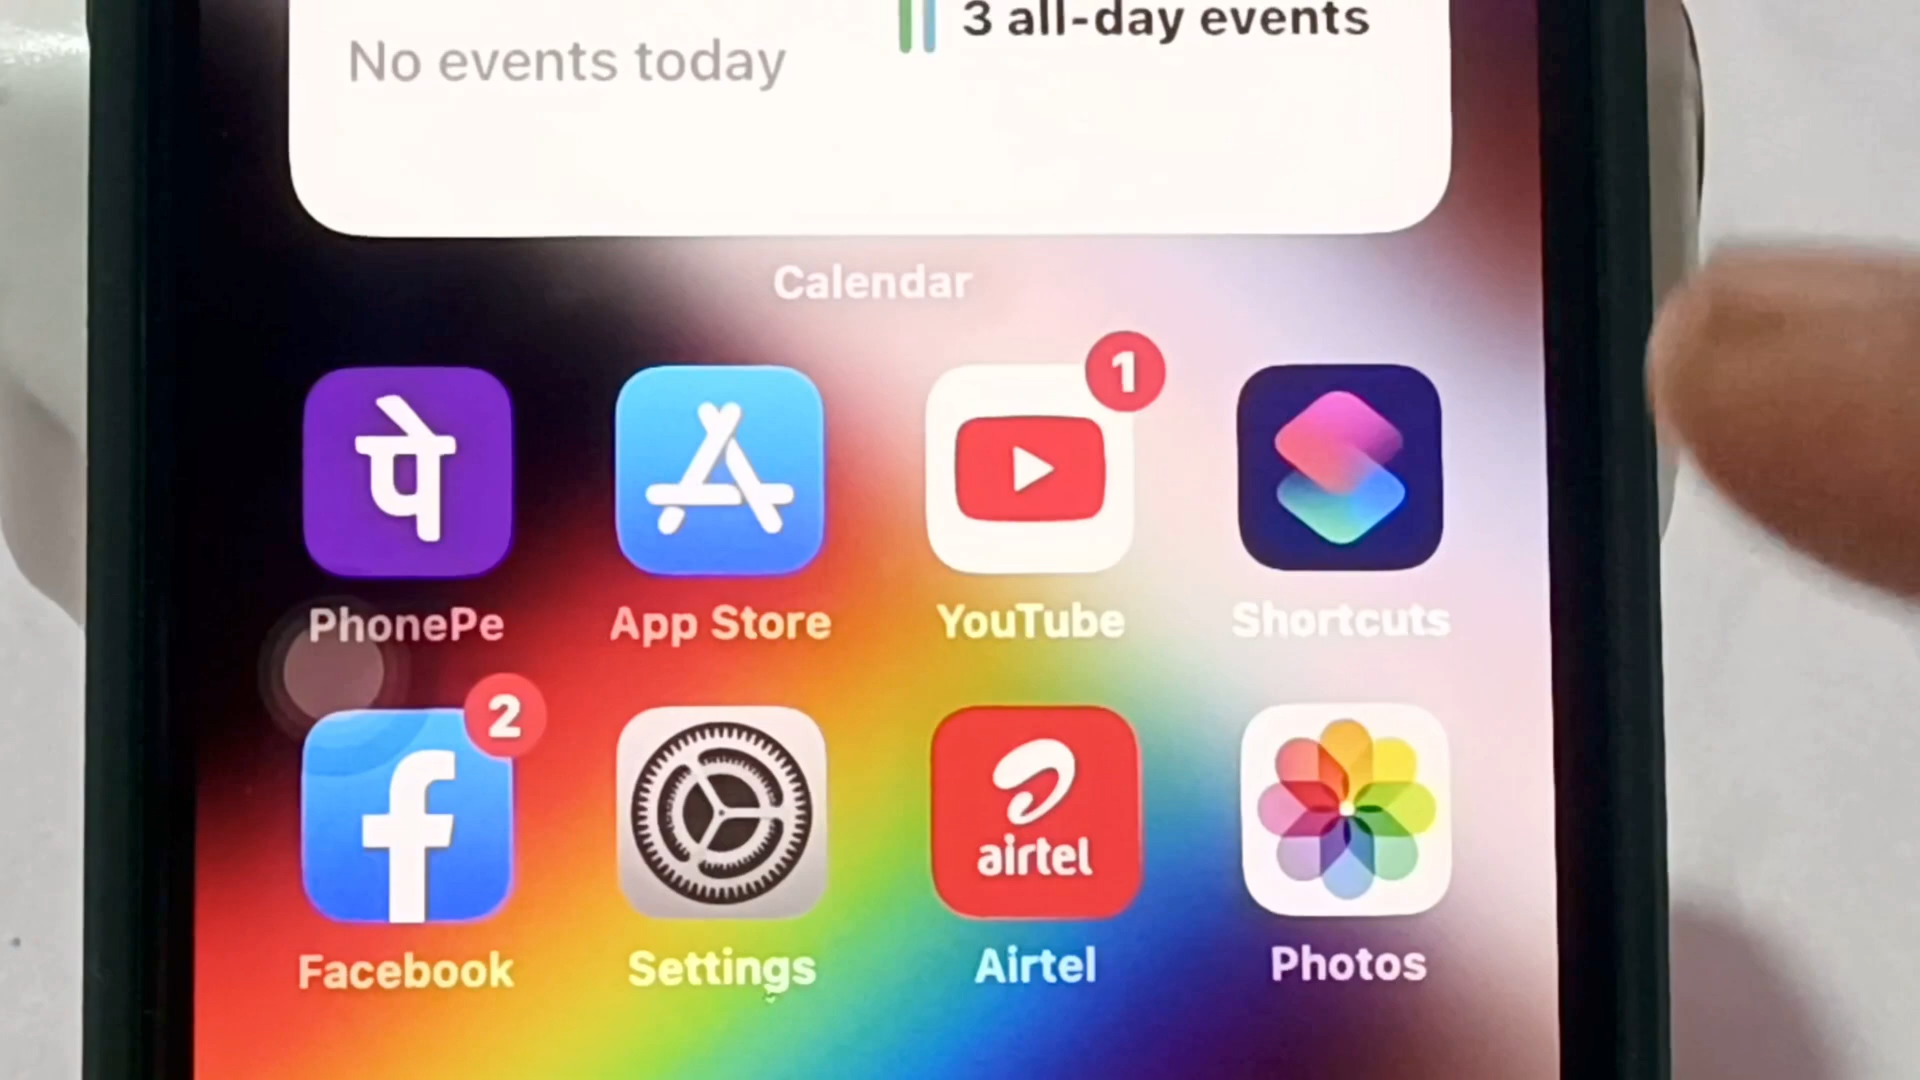 3 all-day events
No events today
Calendar
1
पे
PhonePe
App Store
YouTube
Shortcuts
2
f
airtel
Facebook
Settings
Airtel
Photos